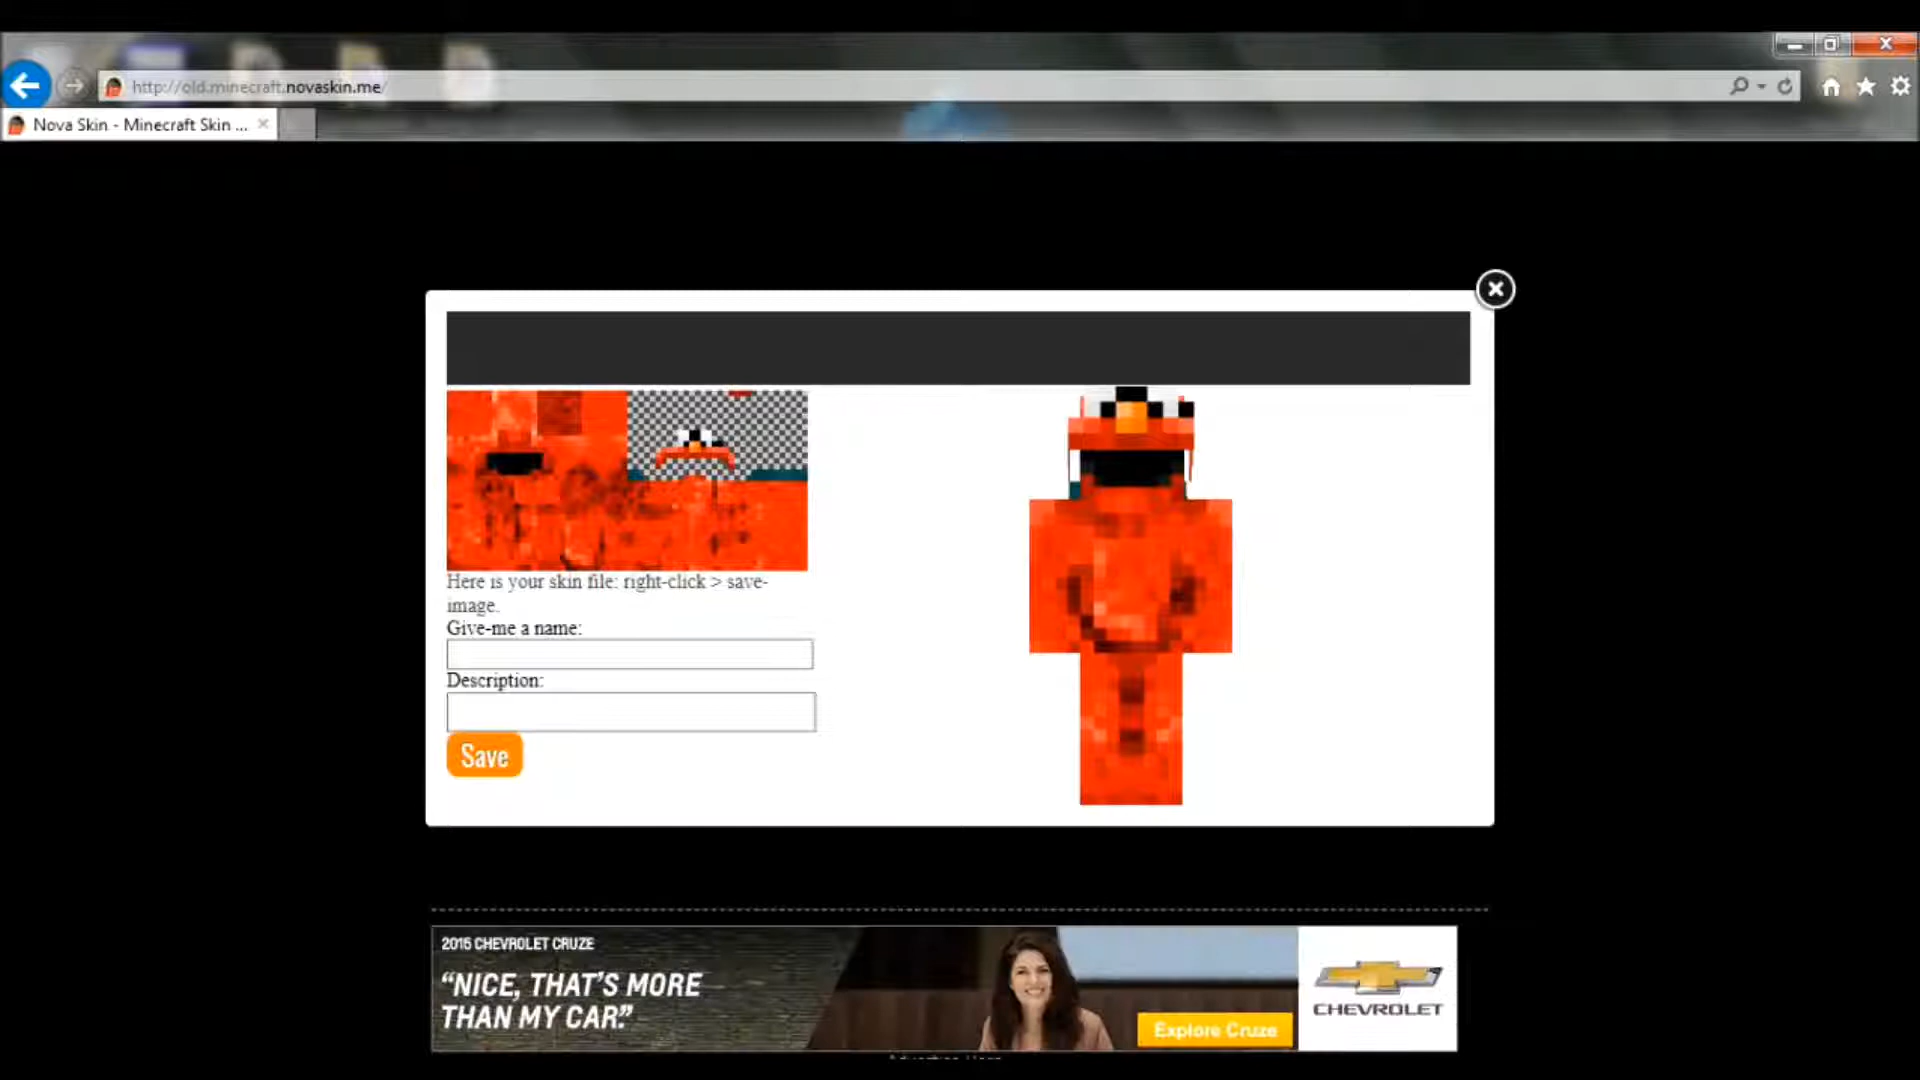 http://old.minecraft.novaskin.me/
Nova Skin - Minecraft Skin ...
Here is your skin file: right-click > save-
image.
Give-me a name:
Description:
Save
2015 CHEVROLET CRUZE
“NICE, THAT’S MORE
THAN MY CAR.”
Explore Cruze
CHEVROLET